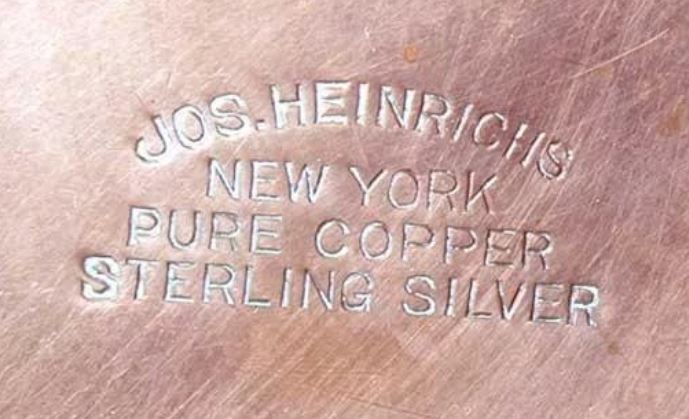 JOS. HEINRICHS
NEW YORK
PURE COPPER
STERLING SILVER